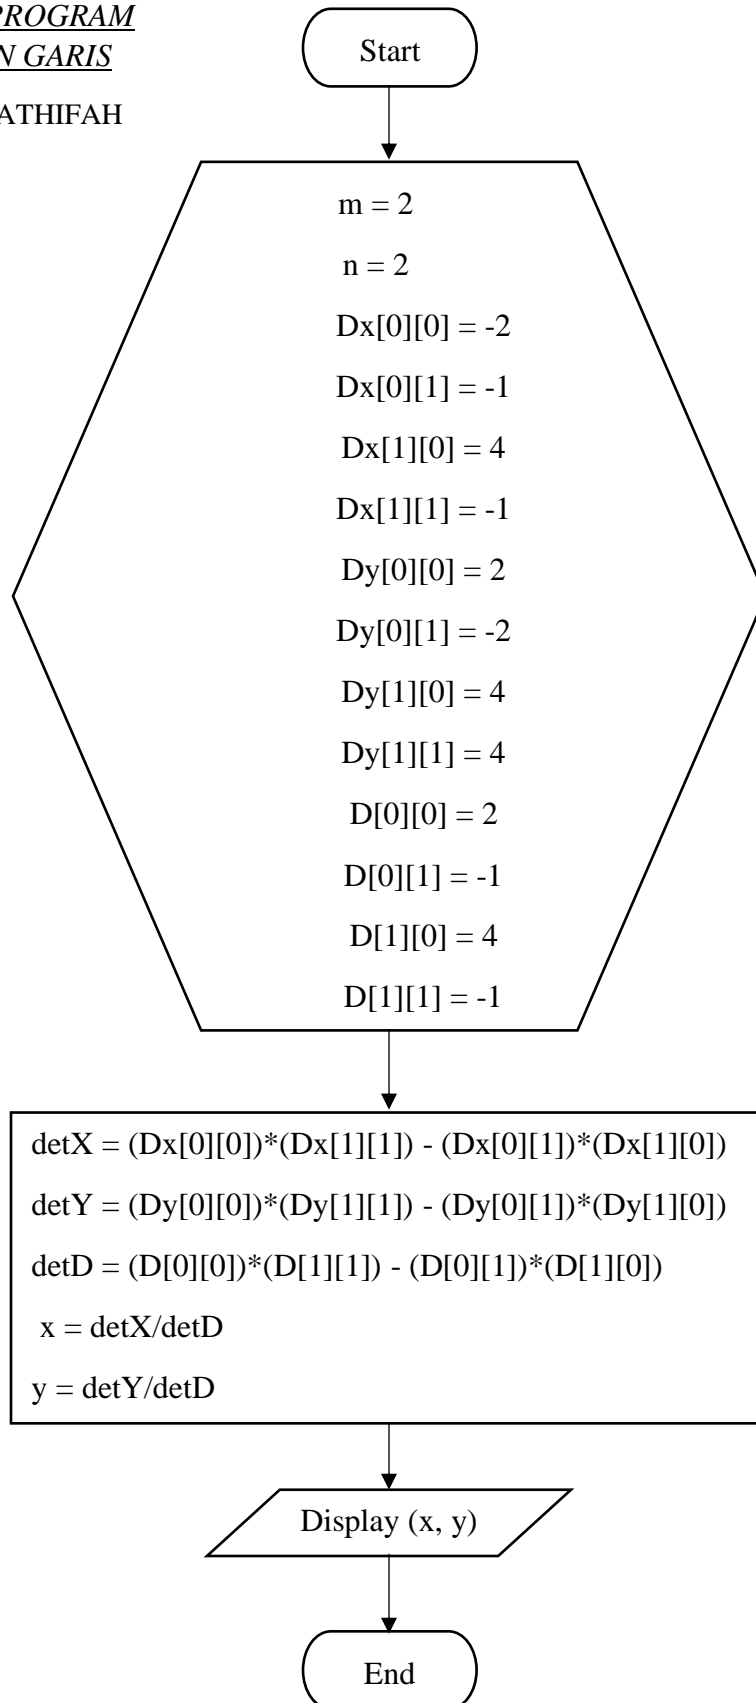 PROGRAM
N GARIS
ATHIFAH
Start
m = 2
n = 2
Dx[0][0] = -2
Dx[0][1] = -1
Dx[1][0] = 4
Dx[1][1] = -1
Dy[0][0] = 2
Dy[0][1] = -2
Dy[1][0] = 4
Dy[1][1] = 4
D[0][0] = 2
D[0][1] = -1
D[1][0] = 4
D[1][1] = -1
detX = (Dx[0][0])*(Dx[1][1]) - (Dx[0][1])*(Dx[1][0])
detY = (Dy[0][0])*(Dy[1][1]) - (Dy[0][1])*(Dy[1][0])
detD = (D[0][0])*(D[1][1]) - (D[0][1])*(D[1][0])
x = detX/detD
y = detY/detD
Display (x, y)
End